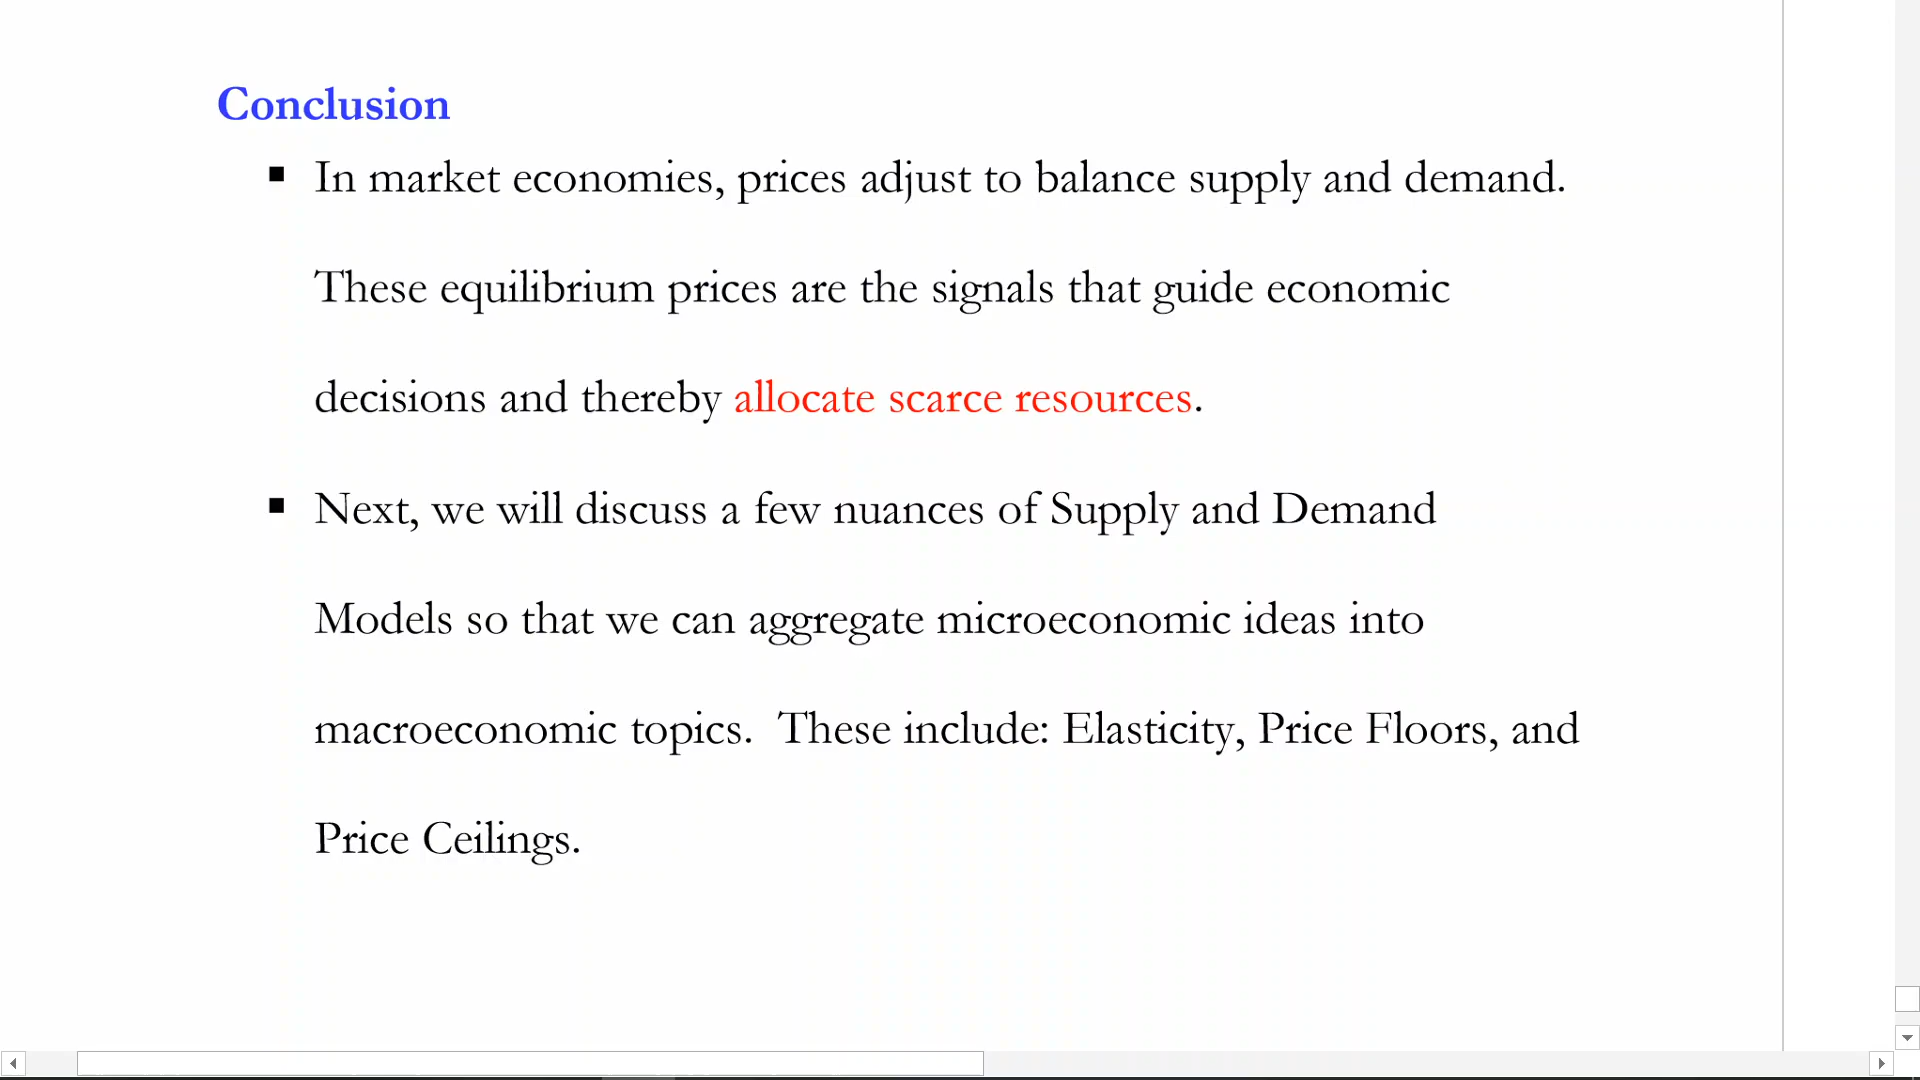 Conclusion
▪ In market economies, prices adjust to balance supply and demand.
These equilibrium prices are the signals that guide economic
decisions and thereby allocate scarce resources.
▪ Next, we will discuss a few nuances of Supply and Demand
Models so that we can aggregate microeconomic ideas into
macroeconomic topics.  These include: Elasticity, Price Floors, and
Price Ceilings.